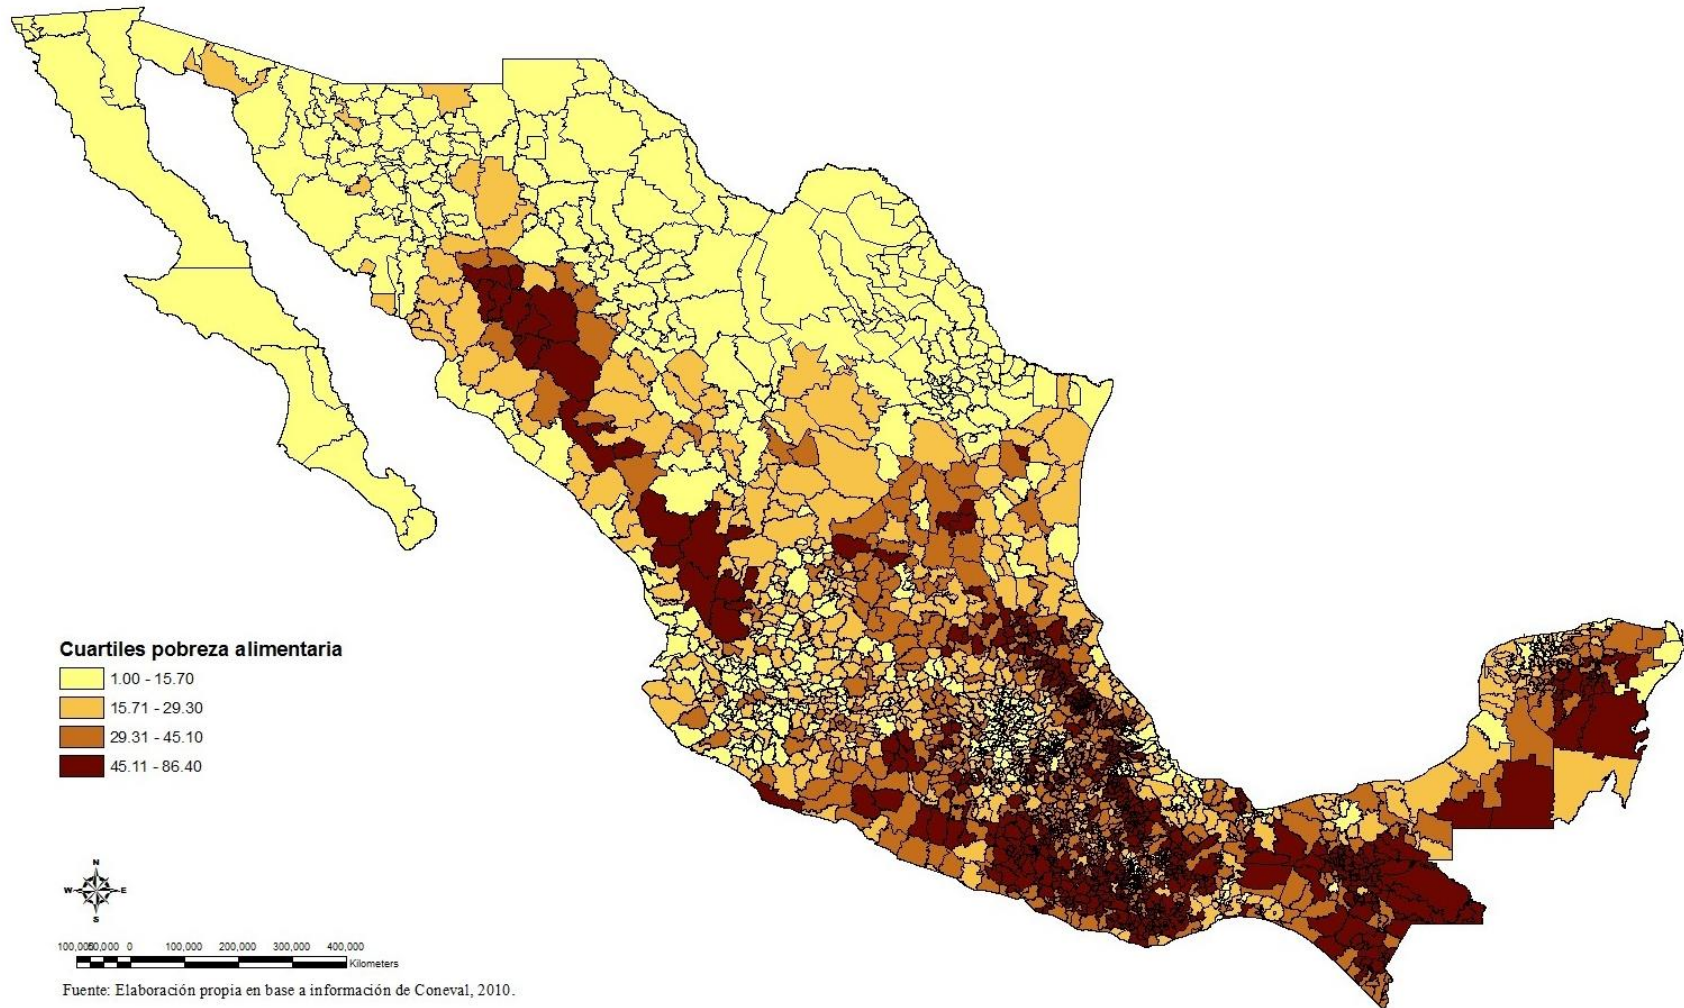 Cuartiles pobreza alimentaria
1.00 - 15.70
15.71 - 29.30
29.31 - 45.10
45.11 - 86.40
N
W E
S
100,000 50,000 0 100,000 200,000 300,000 400,000
Kilometers
Fuente: Elaboración propia en base a información de Coneval, 2010.